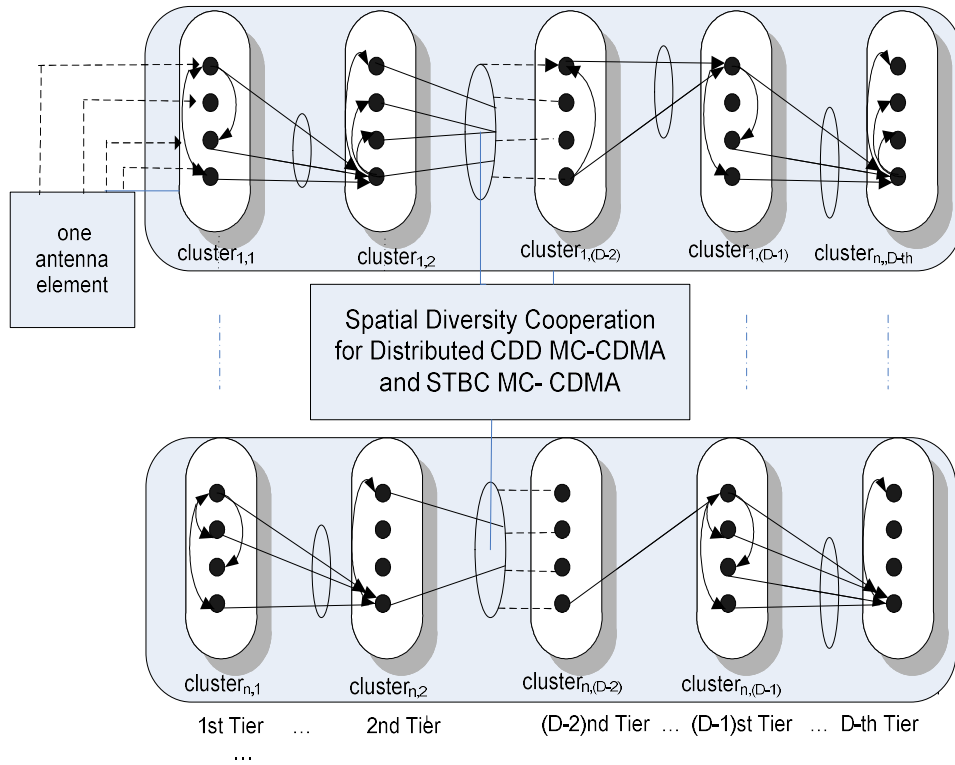 one
antenna
element
cluster1,1
cluster1,2
cluster1,(D-2)
cluster1,(D-1)
clustern,,D-th
Spatial Diversity Cooperation
for Distributed CDD MC-CDMA
and STBC MC- CDMA
clustern,1
clustern,2
clustern,(D-2)
clustern,(D-1)
1st Tier ... 2nd Tier (D-2)nd Tier ... (D-1)st Tier ... D-th Tier
...